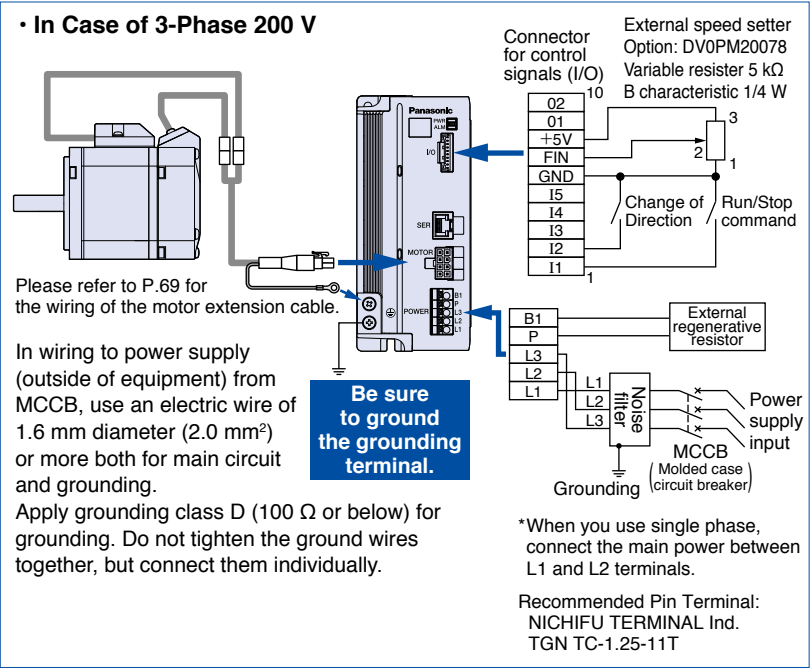 ・In Case of 3-Phase 200 V
Connector
for control
signals (I/O)
External speed setter
Option: DV0PM20078
Variable resister 5 kΩ
B characteristic 1/4 W
10
02
01
+5V
FIN
GND
I5
I4
I3
I2
I1
1
3
2
1
Change of
Direction
Run/Stop
command
Panasonic
PWR
ALM
I/O
SER
MOTOR
POWER
B1
P
L3
L2
L1
Please refer to P.69 for
the wiring of the motor extension cable.
In wiring to power supply
(outside of equipment) from
MCCB, use an electric wire of
1.6 mm diameter (2.0 mm²)
or more both for main circuit
and grounding.
Apply grounding class D (100 Ω or below) for
grounding. Do not tighten the ground wires
together, but connect them individually.
Be sure
to ground
the grounding
terminal.
B1
P
L3
L2
L1
External
regenerative
resistor
L1
L2
L3
Noise
filter
Power
supply
input
MCCB
(Molded case
circuit breaker)
Grounding
*When you use single phase,
connect the main power between
L1 and L2 terminals.
Recommended Pin Terminal:
NICHIFU TERMINAL Ind.
TGN TC-1.25-11T